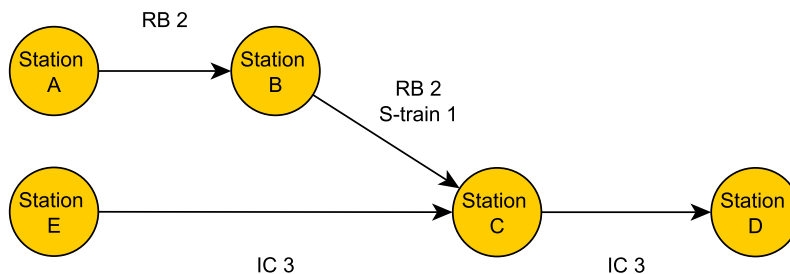 RB 2
Station
A
Station
B
RB 2
S-train 1
Station
E
Station
C
Station
D
IC 3
IC 3